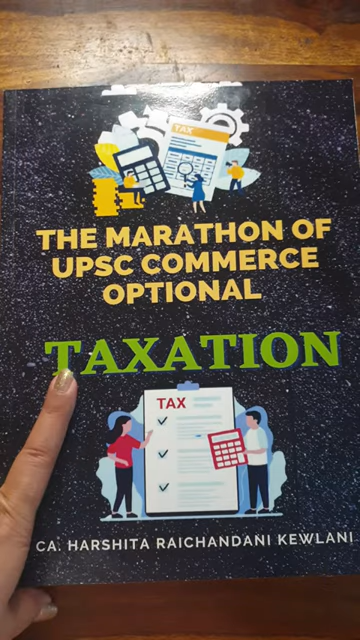 TAX
THE MARATHON OF
UPSC COMMERCE
OPTIONAL
TAXATION
TAX
CA. HARSHITA RAICHANDANI KEWLANI